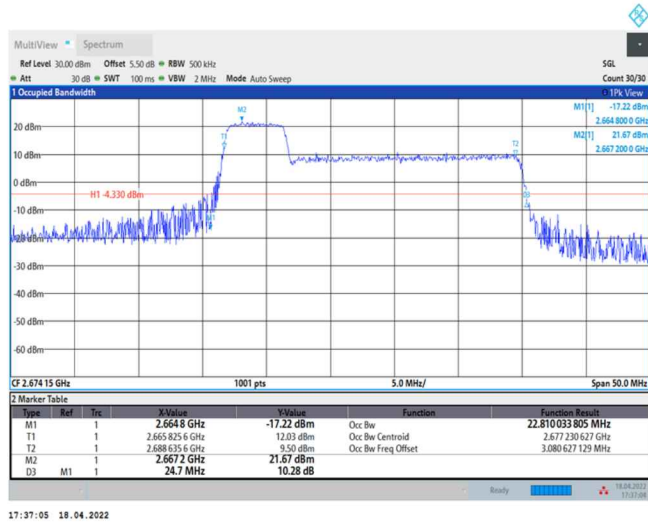 MultiView Spectrum
Ref Level 30.00 dBm Offset 5.50 dB RBW 500 kHz SGL
Att 30 dB SWT 100 ms VBW 2 MHz Mode Auto Sweep Count 30/30
1 Occupied Bandwidth 1Pk View
M1[1] -17.22 dBm
2.664 800 0 GHz
M2[1] 21.67 dBm
2.667 200 0 GHz
M2
20 dBm
T1
T2
10 dBm
0 dBm
H1 -4.330 dBm
-10 dBm
-20 dBm
-30 dBm
-40 dBm
-50 dBm
-60 dBm
CF 2.674 15 GHz 1001 pts 5.0 MHz/ Span 50.0 MHz
2 Marker Table
Type Ref Trc X-Value Y-Value Function Function Result
M1 1 2.664 8 GHz -17.22 dBm Occ Bw 22.810 033 805 MHz
T1 1 2.665 825 6 GHz 12.03 dBm Occ Bw Centroid 2.677 230 627 GHz
T2 1 2.688 635 6 GHz 9.50 dBm Occ Bw Freq Offset 3.080 627 129 MHz
M2 1 2.667 2 GHz 21.67 dBm
D3 M1 1 24.7 MHz 10.28 dB
Ready 18.04.2022
17:37:04
17:37:05 18.04.2022